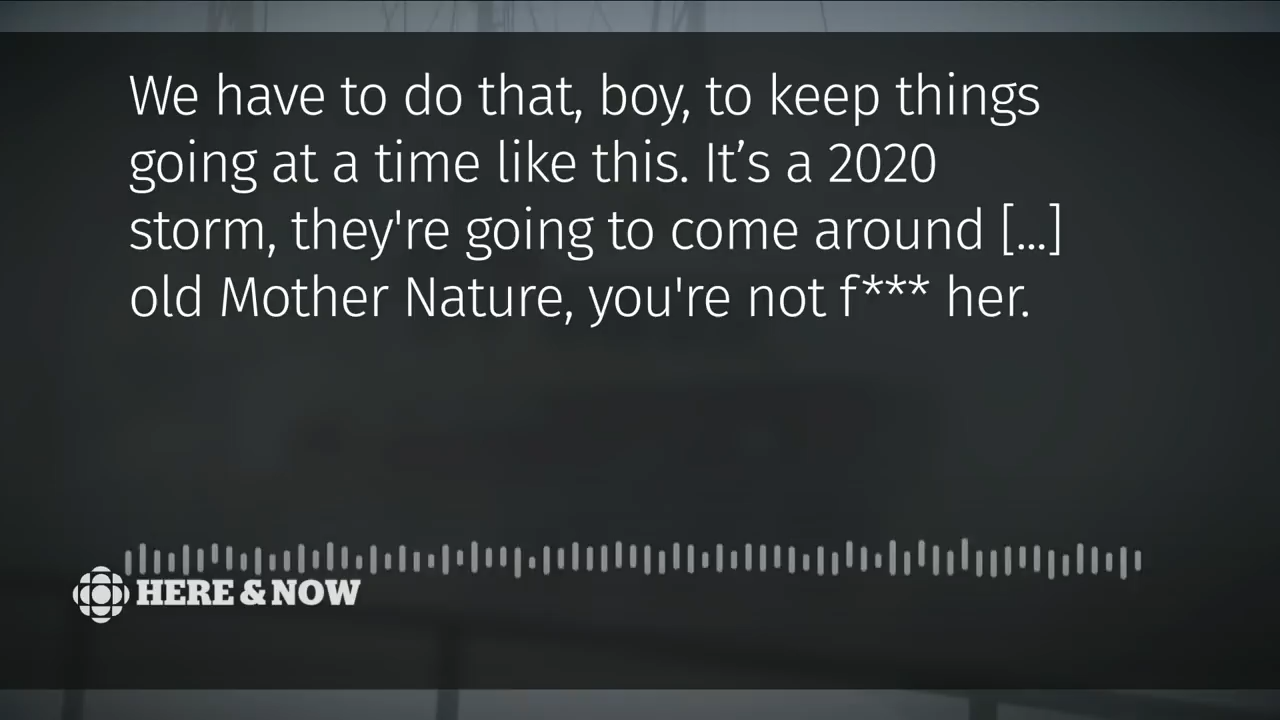 We have to do that, boy, to keep things
going at a time like this. It’s a 2020
storm, they're going to come around [...]
old Mother Nature, you're not f*** her.
HERE & NOW